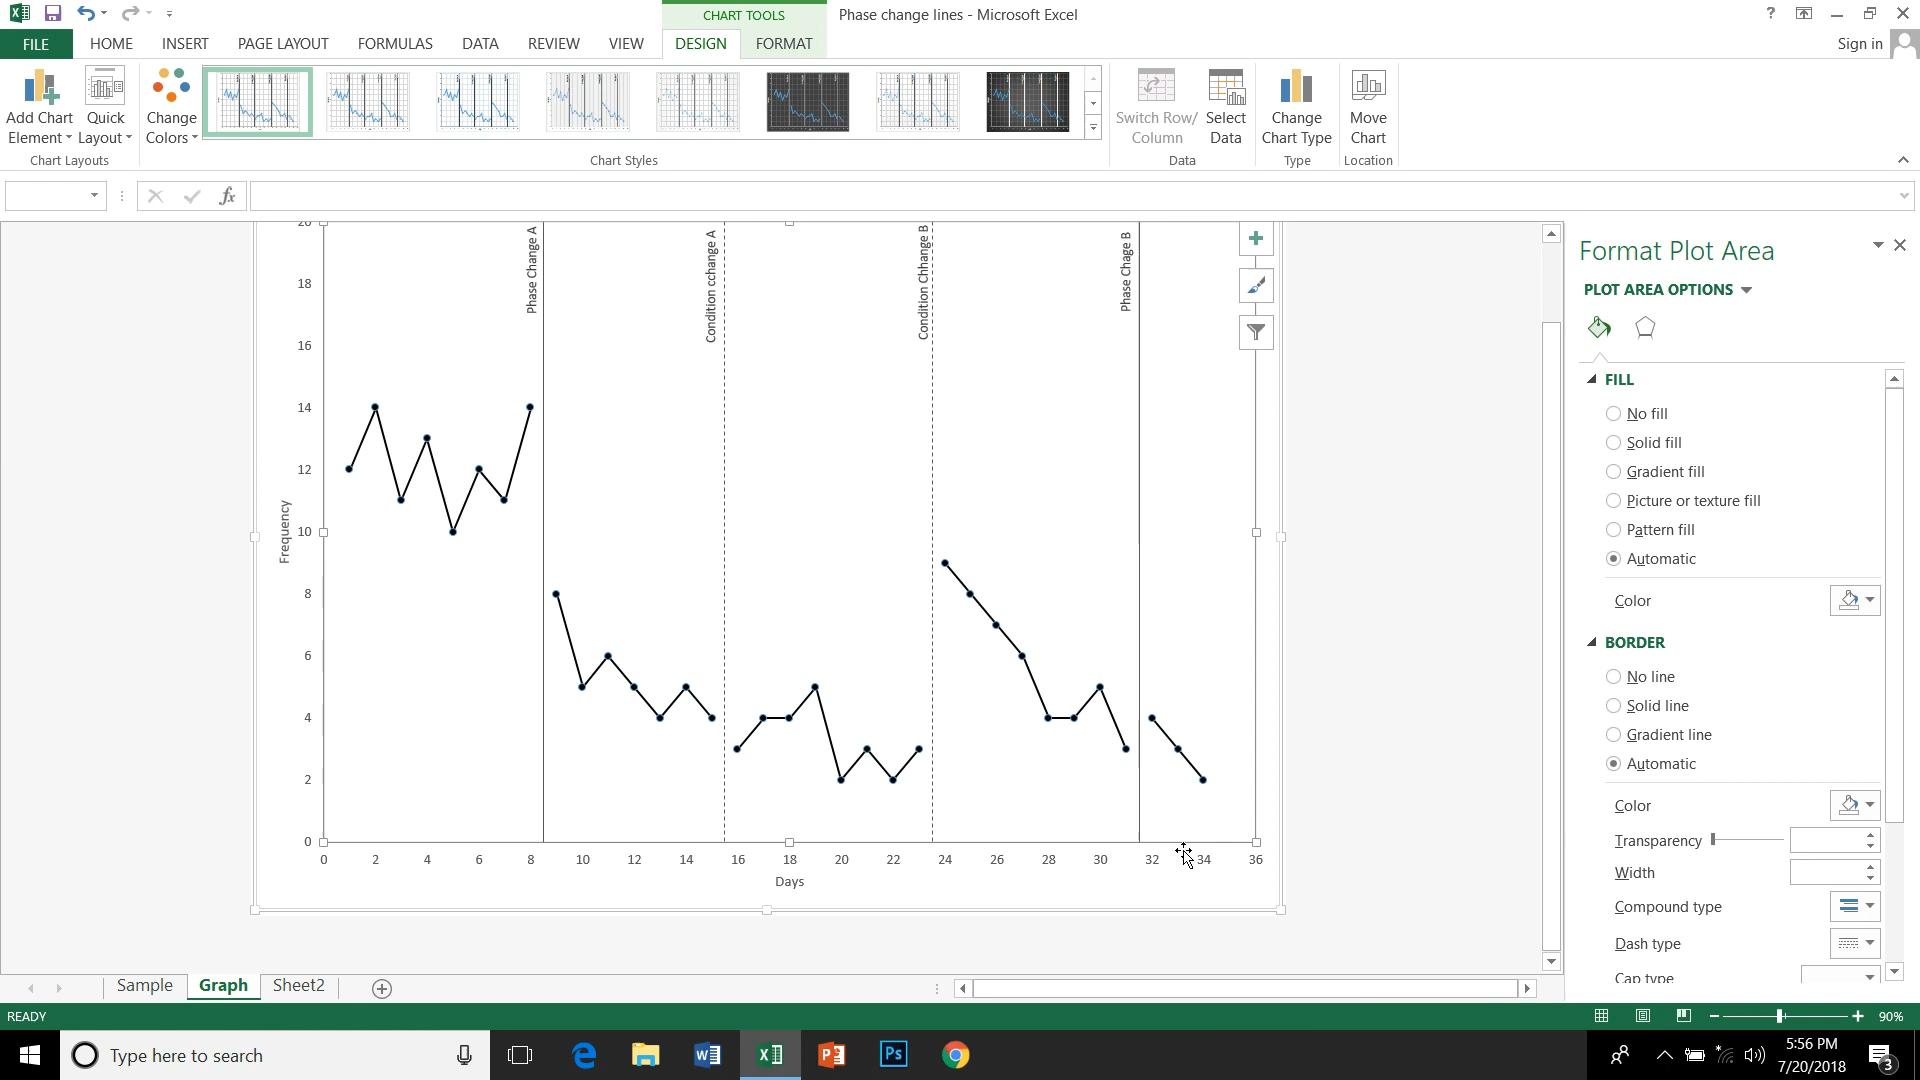 CHART TOOLS
Phase change lines - Microsoft Excel
?
FILE
HOME
INSERT
PAGE LAYOUT
FORMULAS
DATA
REVIEW
VIEW
DESIGN
FORMAT
Sign in
Add Chart
Element
Quick
Layout
Change
Colors
Switch Row/
Column
Select
Data
Change
Chart Type
Move
Chart
Chart Layouts
Chart Styles
Data
Type
Location
fx
20
18
16
14
12
10
8
6
4
2
0
Frequency
Phase Change A
Condition cchange A
Condition Chhange B
Phase Chage B
0 2 4 6 8 10 12 14 16 18 20 22 24 26 28 30 32 34 36
Days
Format Plot Area
PLOT AREA OPTIONS
FILL
No fill
Solid fill
Gradient fill
Picture or texture fill
Pattern fill
Automatic
Color
BORDER
No line
Solid line
Gradient line
Automatic
Color
Transparency
Width
Compound type
Dash type
Cap type
Sample
Graph
Sheet2
READY
90%
Type here to search
5:56 PM
7/20/2018
3